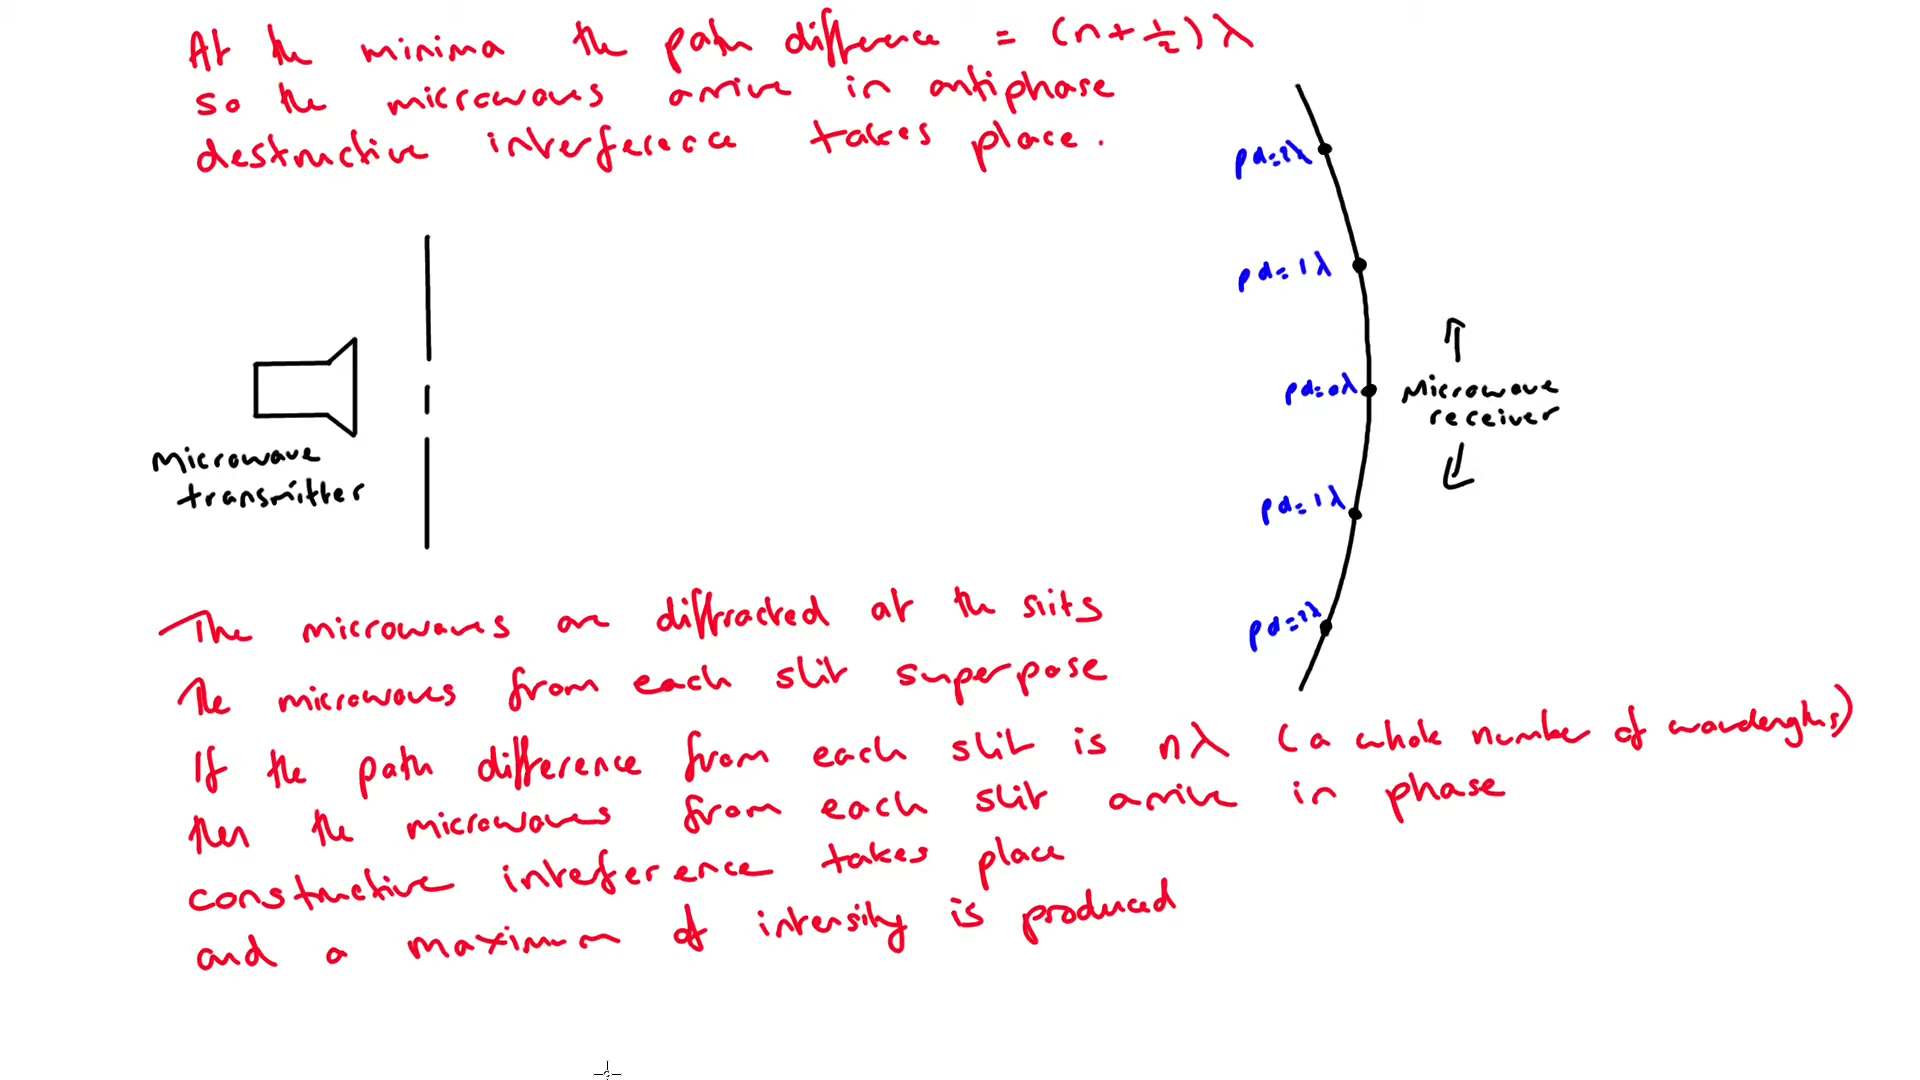 At the minima the path difference = (n + 1/2) λ
so the microwaves arrive in antiphase
destructive interference takes place.
pd=2λ
pd=1λ
pd=0λ
Microwave
receiver
pd=1λ
pd=2λ
Microwave
transmitter
The microwaves are diffracted at the slits
The microwaves from each slit superpose
If the path difference from each slit is nλ (a whole number of wavelengths)
then the microwaves from each slit arrive in phase
constructive interference takes place
and a maximum of intensity is produced